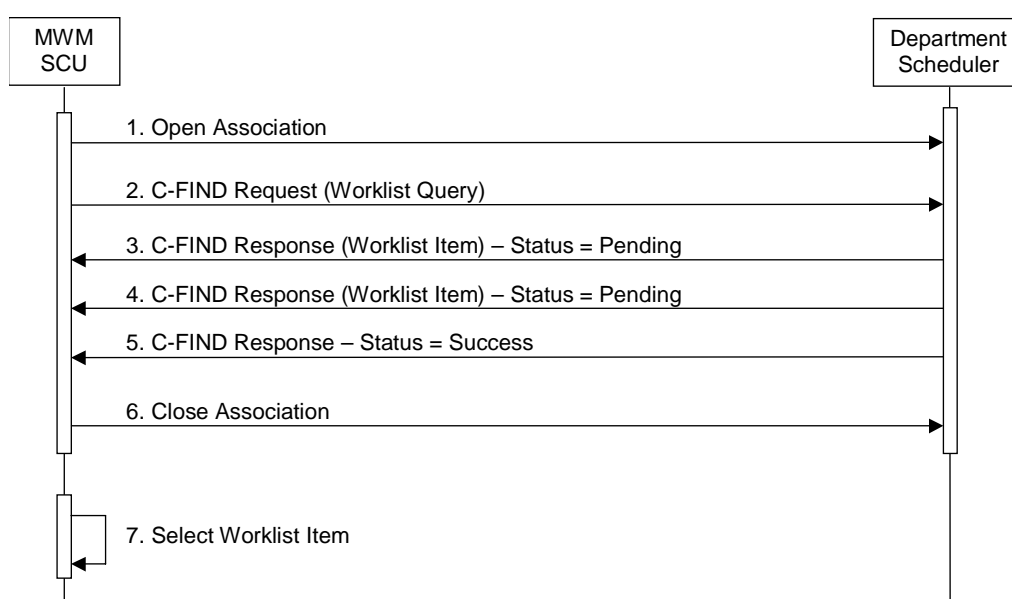 MWM
SCU
Department
Scheduler
1. Open Association
2. C-FIND Request (Worklist Query)
3. C-FIND Response (Worklist Item) – Status = Pending
4. C-FIND Response (Worklist Item) – Status = Pending
5. C-FIND Response – Status = Success
6. Close Association
7. Select Worklist Item